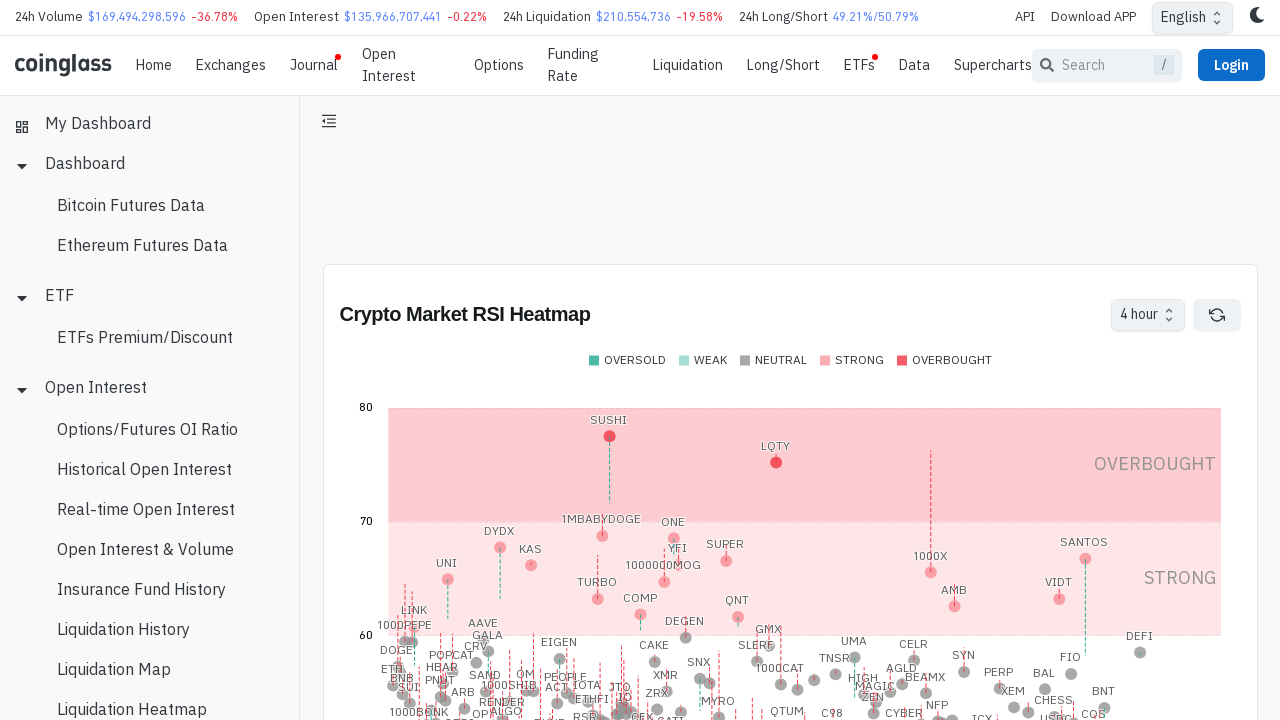 24h Volume $169,494,298,596 -36.78% Open Interest $135,966,707,441 -0.22% 24h Liquidation $210,554,736 -19.58% 24h Long/Short 49.21%/50.79% API Download APP English
coinglass Home Exchanges Journal Open Interest Options Funding Rate Liquidation Long/Short ETFs Data Supercharts Search / Login
My Dashboard
Dashboard
Bitcoin Futures Data
Ethereum Futures Data
ETF
ETFs Premium/Discount
Open Interest
Options/Futures OI Ratio
Historical Open Interest
Real-time Open Interest
Open Interest & Volume
Insurance Fund History
Liquidation History
Liquidation Map
Liquidation Heatmap
Crypto Market RSI Heatmap 4 hour
OVERSOLD WEAK NEUTRAL STRONG OVERBOUGHT
80
SUSHI
LQTY
OVERBOUGHT
70
1MBABYDOGE ONE
DYDX
KAS YFI SUPER SANTOS
1000X
UNI 1000000MOG
STRONG
TURBO VIDT
AMB
COMP QNT
LINK
1000PEPE AAVE DEGEN GMX
60
GALA DEFI
DOGE CRV EIGEN CAKE SLERF UMA CELR
POPCAT SNX TNSR SYN FIO
ETH HBAR SAND OM XMR 1000CAT AGLD PERP BAL
BNB PNUT 1000SHIB PEOPLE HIGH BEAMX
SUI ARB ACT IOTA JTO ZRX MAGIC XEM BNT
RENDER ETHFI IO MYRO ZEN NFP CHESS
1000BONK OP ALGO QTUM C98 CYBER CQS
RSR ICX